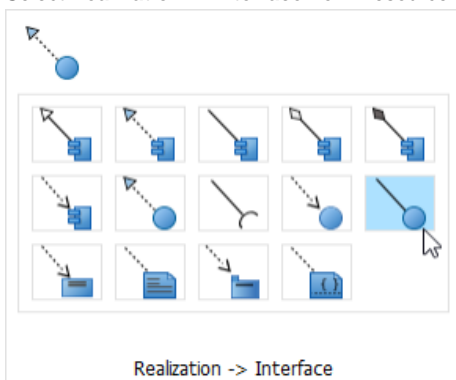 { }
Realization -> Interface